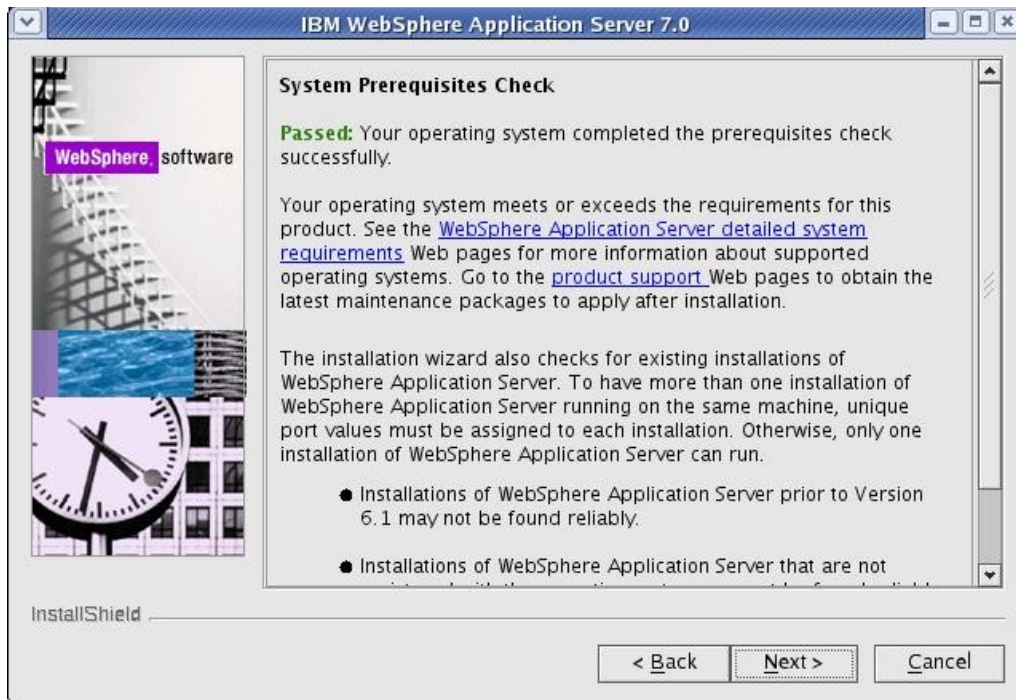 IBM WebSphere Application Server 7.0
WebSphere. software
System Prerequisites Check
Passed: Your operating system completed the prerequisites check
successfully.
Your operating system meets or exceeds the requirements for this
product. See the WebSphere Application Server detailed system
requirements Web pages for more information about supported
operating systems. Go to the product support Web pages to obtain the
latest maintenance packages to apply after installation.
The installation wizard also checks for existing installations of
WebSphere Application Server. To have more than one installation of
WebSphere Application Server running on the same machine, unique
port values must be assigned to each installation. Otherwise, only one
installation of WebSphere Application Server can run.
● Installations of WebSphere Application Server prior to Version
6.1 may not be found reliably.
● Installations of WebSphere Application Server that are not
InstallShield
< Back
Next >
Cancel